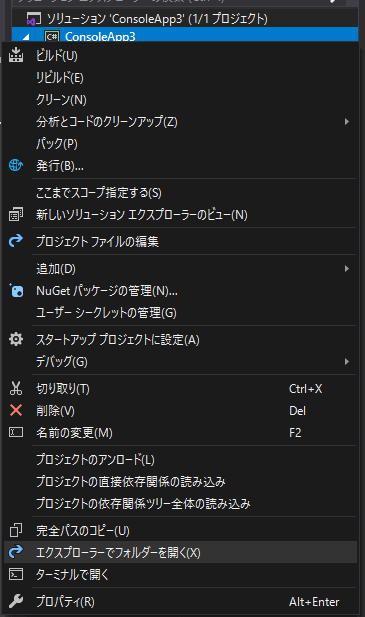 ソリューション 'ConsoleApp3' (1/1 プロジェクト)
C# ConsoleApp3
ビルド(U)
リビルド(E)
クリーン(N)
分析とコードのクリーンアップ(Z)
パック(P)
発行(B)...
ここまでスコープ指定する(S)
新しいソリューション エクスプローラーのビュー(N)
プロジェクト ファイルの編集
追加(D)
NuGet パッケージの管理(N)...
ユーザー シークレットの管理(G)
スタートアップ プロジェクトに設定(A)
デバッグ(G)
切り取り(T) Ctrl+X
削除(V) Del
名前の変更(M) F2
プロジェクトのアンロード(L)
プロジェクトの直接依存関係の読み込み
プロジェクトの依存関係ツリー全体の読み込み
完全パスのコピー(U)
エクスプローラーでフォルダーを開く(X)
ターミナルで開く
プロパティ(R) Alt+Enter